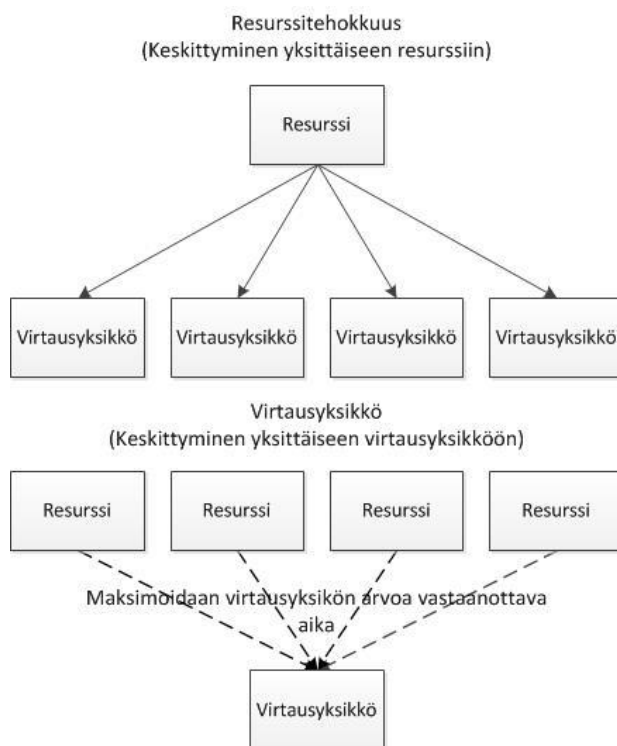 Resurssitehokkuus
(Keskittyminen yksittäiseen resurssiin)
Resurssi
Virtausyksikkö
Virtausyksikkö
Virtausyksikkö
Virtausyksikkö
Virtausyksikkö
(Keskittyminen yksittäiseen virtausyksikköön)
Resurssi
Resurssi
Resurssi
Resurssi
Maksimoidaan virtausyksikön arvoa vastaanottava
aika
Virtausyksikkö